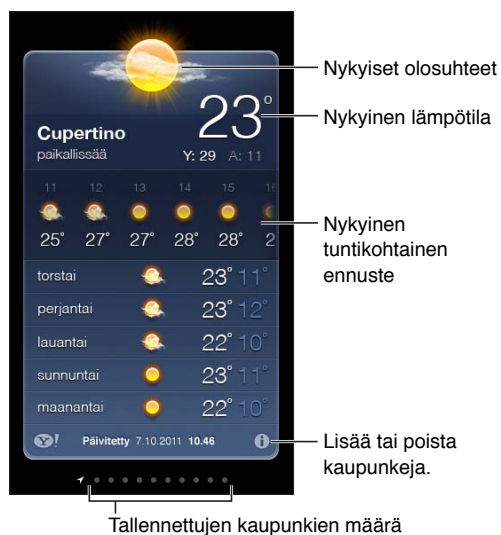 Nykyiset olosuhteet
23°
Nykyinen lämpötila
Cupertino
paikallissää
Y: 29 A: 11
11 12 13 14 15 16
25° 27° 27° 28° 28° 2
Nykyinen
tuntikohtainen
ennuste
torstai 23° 11°
perjantai 23° 12°
lauantai 22° 10°
sunnuntai 23° 11°
maanantai 22° 10°
Y! Päivitetty 7.10.2011 10.46 i
Lisää tai poista
kaupunkeja.
Tallennettujen kaupunkien määrä